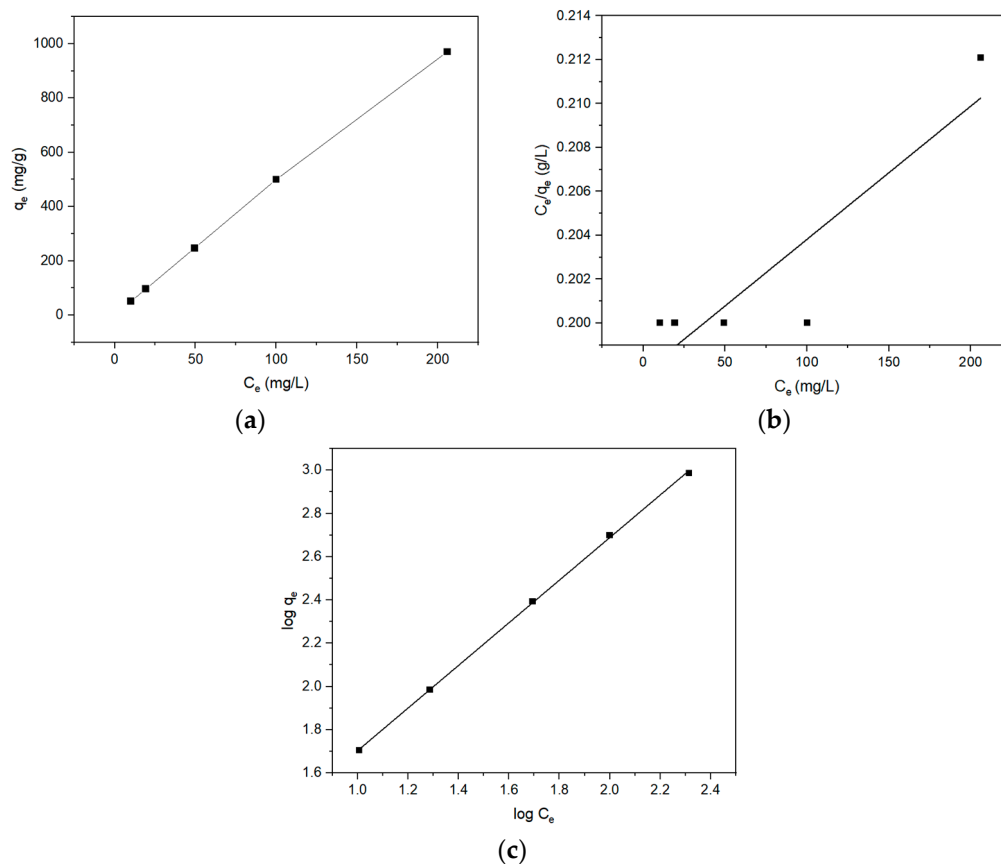 1000
800
600
400
200
0
qₑ (mg/g)
0 50 100 150 200
Cₑ (mg/L)
(a)
0.214
0.212
0.210
0.208
0.206
0.204
0.202
0.200
Cₑ/qₑ (g/L)
0 50 100 150 200
Cₑ (mg/L)
(b)
3.0
2.8
2.6
2.4
2.2
2.0
1.8
1.6
log qₑ
1.0 1.2 1.4 1.6 1.8 2.0 2.2 2.4
log Cₑ
(c)